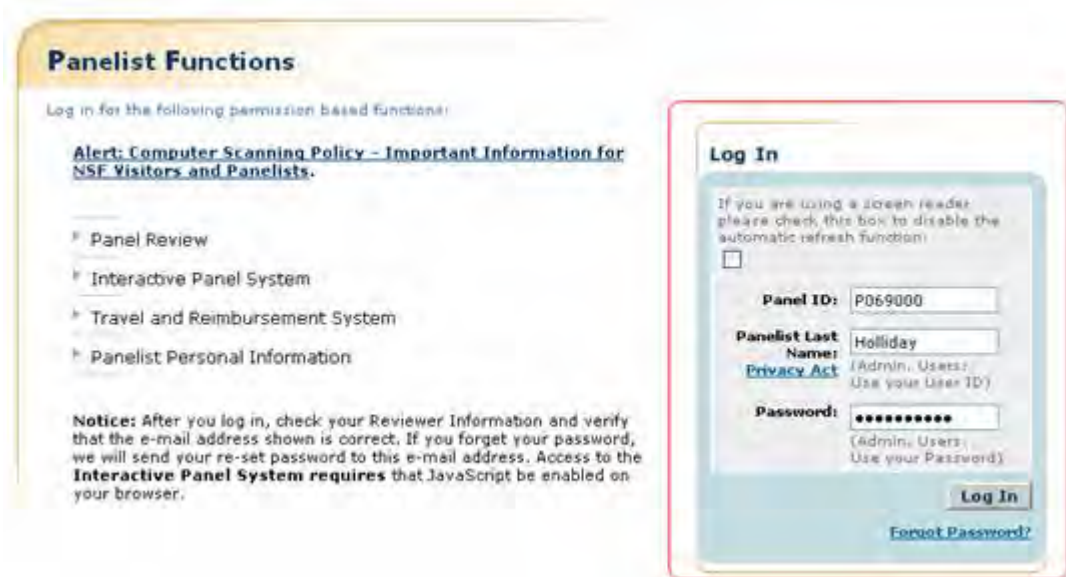 Panelist Functions
Log in for the following permission based functions:
Alert: Computer Scanning Policy - Important Information for
NSF Visitors and Panelists.
Panel Review
Interactive Panel System
Travel and Reimbursement System
Panelist Personal Information
Notice: After you log in, check your Reviewer Information and verify
that the e-mail address shown is correct. If you forget your password,
we will send your re-set password to this e-mail address. Access to the
Interactive Panel System requires that JavaScript be enabled on
your browser.
Log In
If you are using a screen reader
please check this box to disable the
automatic refresh function:
Panel ID: P069000
Panelist Last
Name: Holliday
Privacy Act (Admin. Users:
Use your User ID)
Password: ••••••••••
(Admin. Users:
Use your Password)
Log In
Forgot Password?